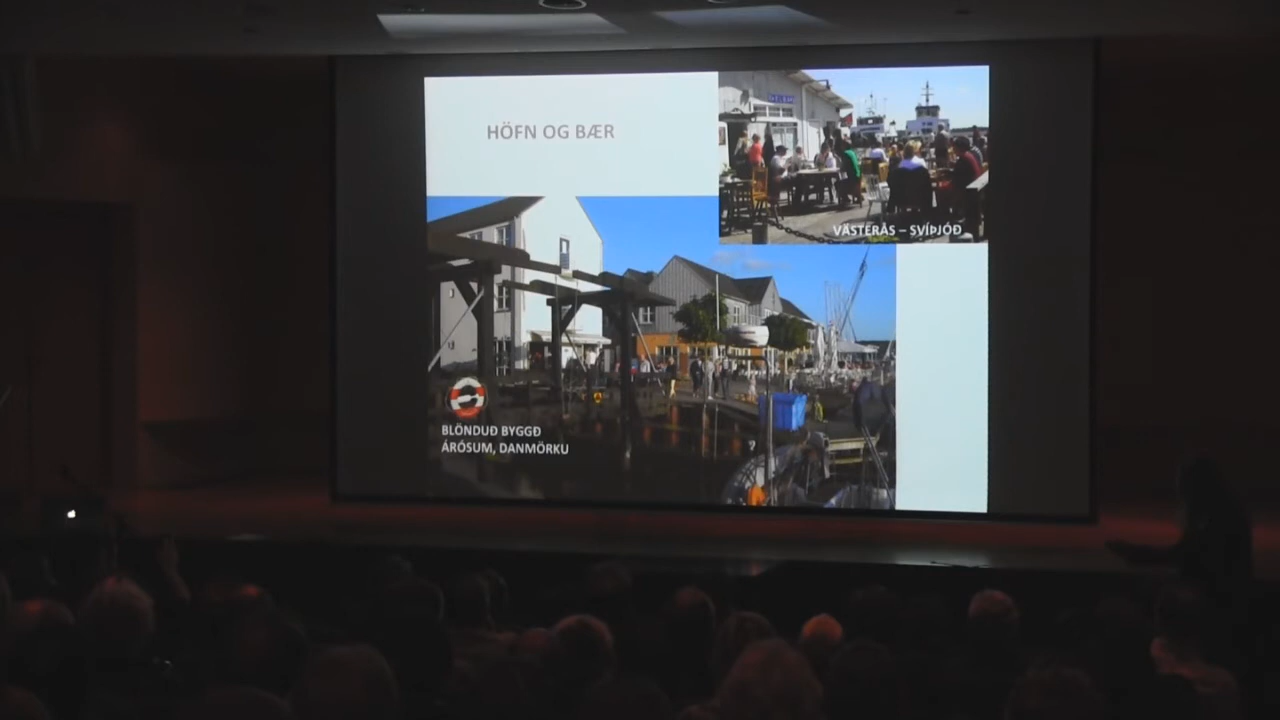 HÖFN OG BÆR
VÄSTERÅS – SVÍÞJÓÐ
BLÖNDUÐ BYGGÐ
ÁRÓSUM, DANMÖRKU